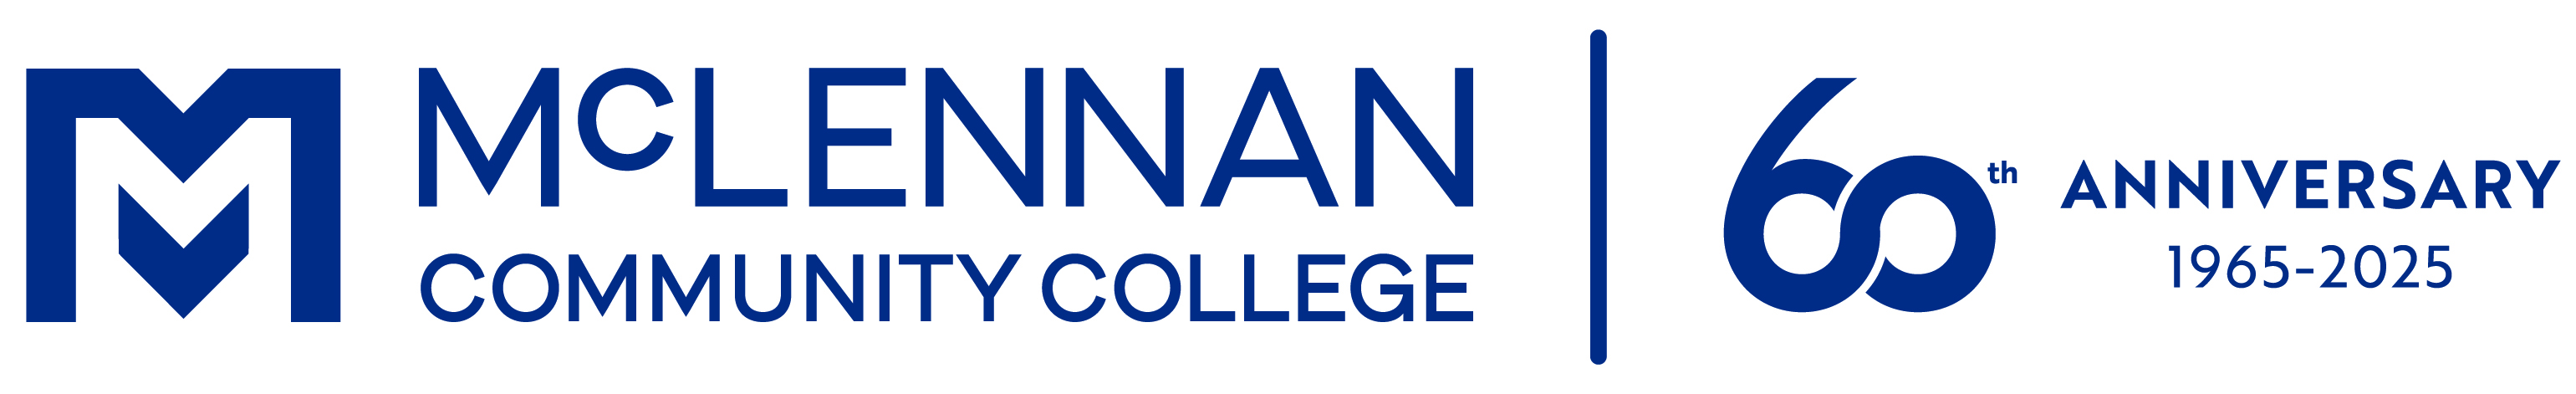 McLENNAN
COMMUNITY COLLEGE
60th
ANNIVERSARY
1965-2025